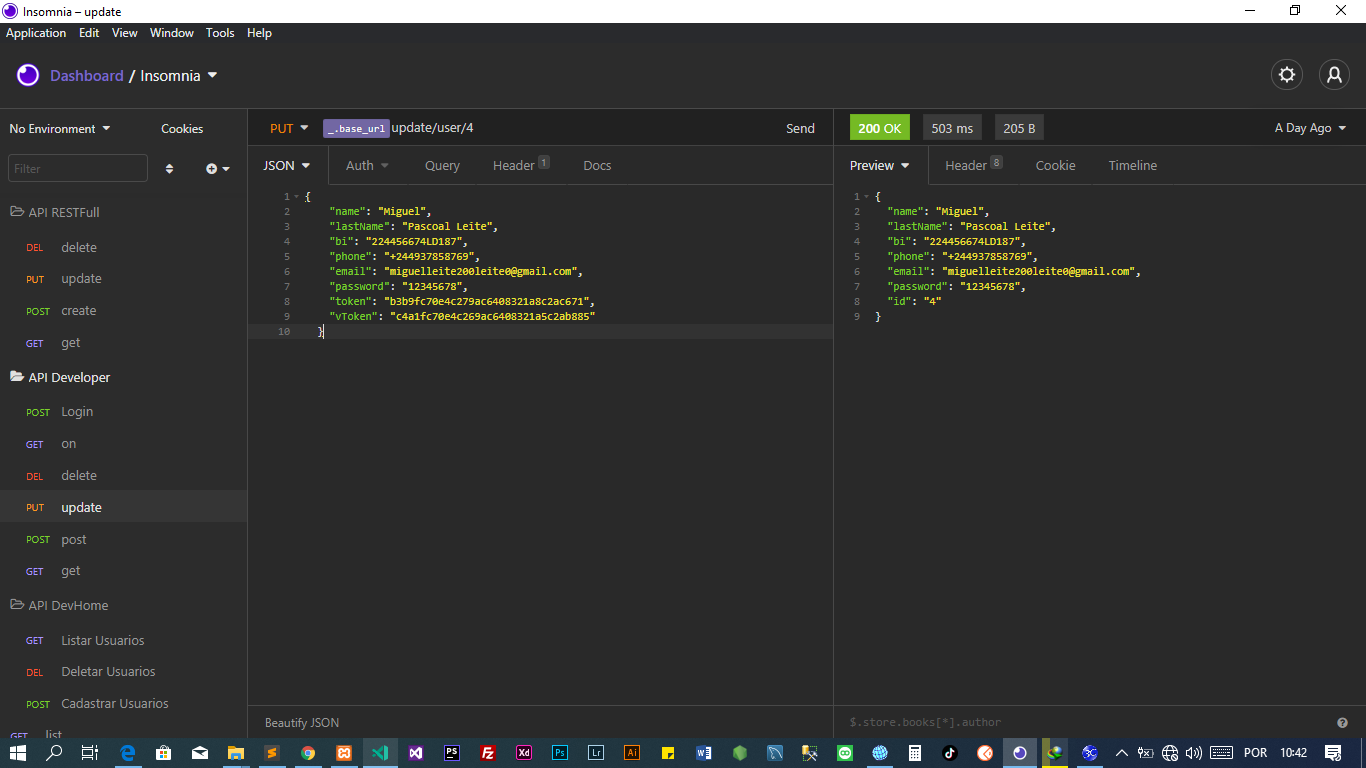 Insomnia – update
Application Edit View Window Tools Help
Dashboard / Insomnia
No Environment Cookies
PUT _.base_url update/user/4 Send
200 OK 503 ms 205 B A Day Ago
Filter
JSON Auth Query Header 1 Docs
Preview Header 8 Cookie Timeline
API RESTFull
DEL delete
PUT update
POST create
GET get
API Developer
POST Login
GET on
DEL delete
PUT update
POST post
GET get
API DevHome
GET Listar Usuarios
DEL Deletar Usuarios
POST Cadastrar Usuarios
GET list
1 {
2 "name": "Miguel",
3 "lastName": "Pascoal Leite",
4 "bi": "224456674LD187",
5 "phone": "+244937858769",
6 "email": "miguelleite200leite0@gmail.com",
7 "password": "12345678",
8 "token": "b3b9fc70e4c279ac6408321a8c2ac671",
9 "vToken": "c4a1fc70e4c269ac6408321a5c2ab885"
10 }
1 {
2 "name": "Miguel",
3 "lastName": "Pascoal Leite",
4 "bi": "224456674LD187",
5 "phone": "+244937858769",
6 "email": "miguelleite200leite0@gmail.com",
7 "password": "12345678",
8 "id": "4"
9 }
Beautify JSON
$.store.books[*].author
PS Fz Xd Ps Lr Ai W POR 10:42